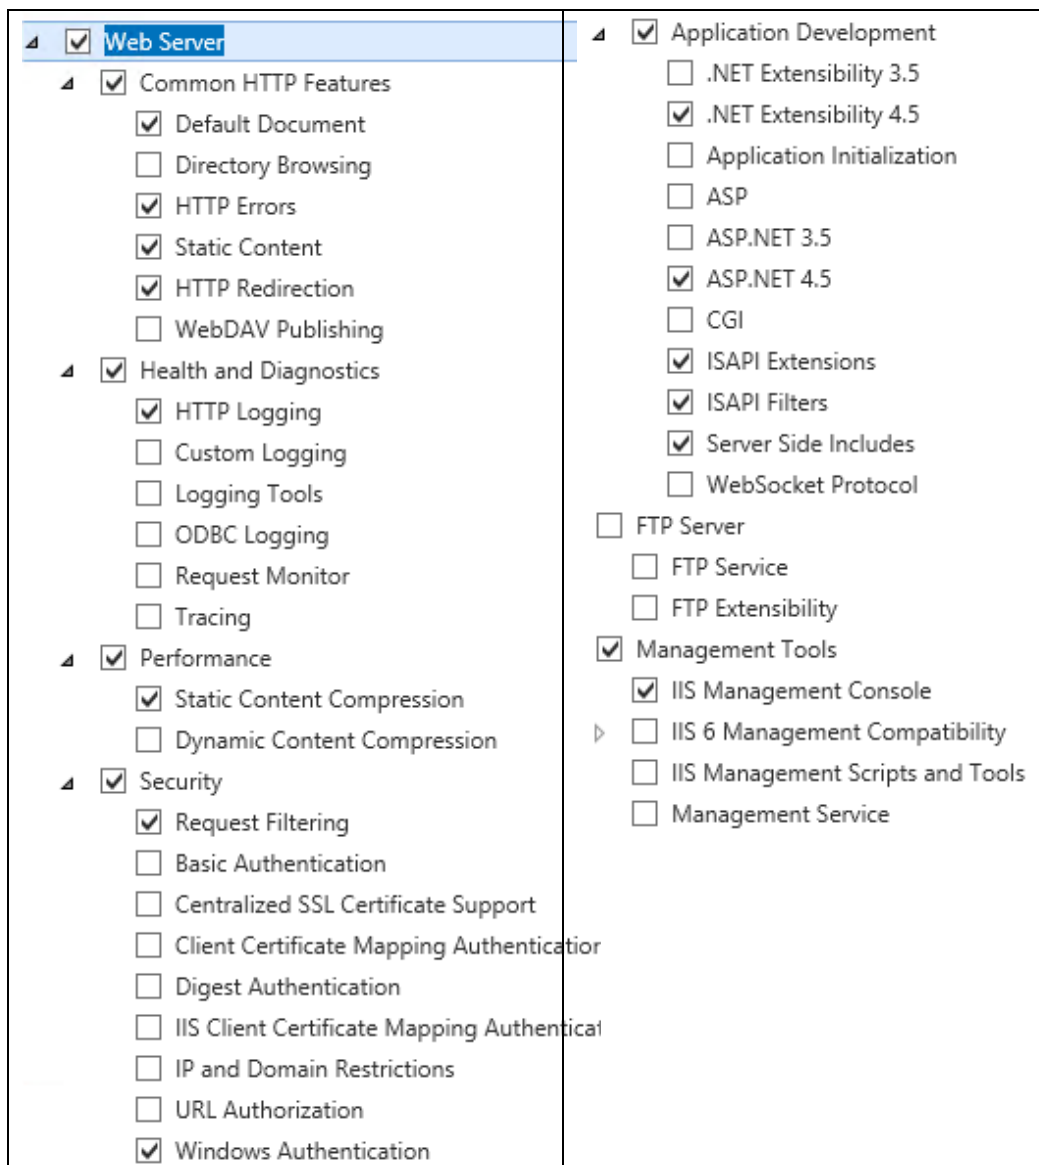 Web Server
Common HTTP Features
Default Document
Directory Browsing
HTTP Errors
Static Content
HTTP Redirection
WebDAV Publishing
Health and Diagnostics
HTTP Logging
Custom Logging
Logging Tools
ODBC Logging
Request Monitor
Tracing
Performance
Static Content Compression
Dynamic Content Compression
Security
Request Filtering
Basic Authentication
Centralized SSL Certificate Support
Client Certificate Mapping Authentication
Digest Authentication
IIS Client Certificate Mapping Authenticat
IP and Domain Restrictions
URL Authorization
Windows Authentication
Application Development
.NET Extensibility 3.5
.NET Extensibility 4.5
Application Initialization
ASP
ASP.NET 3.5
ASP.NET 4.5
CGI
ISAPI Extensions
ISAPI Filters
Server Side Includes
WebSocket Protocol
FTP Server
FTP Service
FTP Extensibility
Management Tools
IIS Management Console
IIS 6 Management Compatibility
IIS Management Scripts and Tools
Management Service